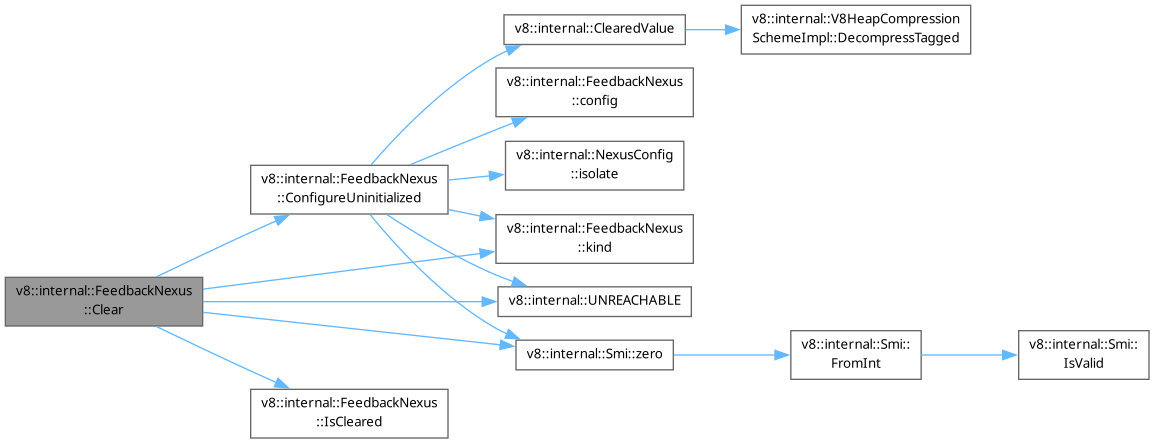 v8::internal::FeedbackNexus
::Clear
v8::internal::FeedbackNexus
::ConfigureUninitialized
v8::internal::ClearedValue
v8::internal::V8HeapCompression
SchemeImpl::DecompressTagged
v8::internal::FeedbackNexus
::config
v8::internal::NexusConfig
::isolate
v8::internal::FeedbackNexus
::kind
v8::internal::UNREACHABLE
v8::internal::Smi::zero
v8::internal::Smi::
FromInt
v8::internal::Smi::
IsValid
v8::internal::FeedbackNexus
::IsCleared